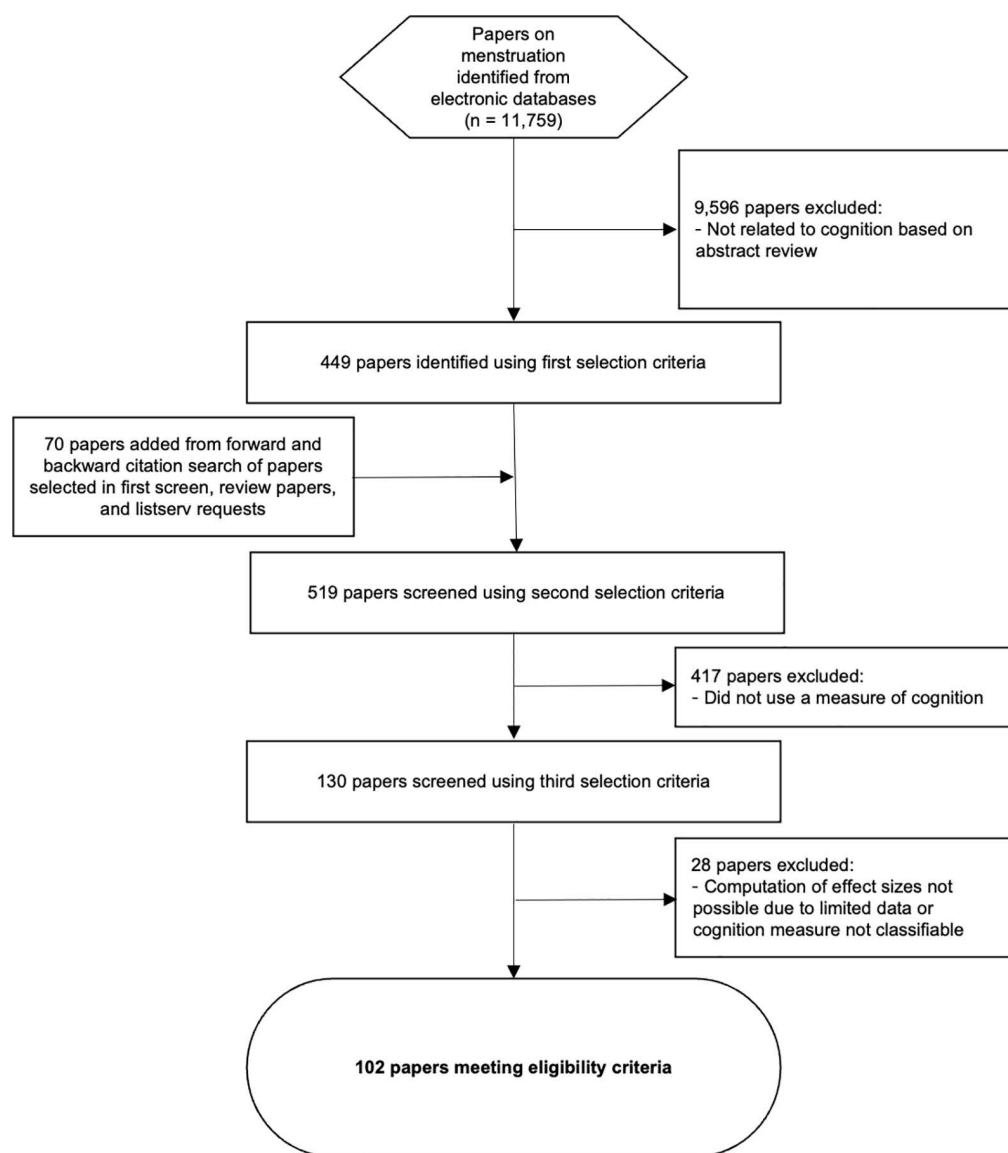 Papers on
menstruation
identified from
electronic databases
(n = 11,759)
9,596 papers excluded:
- Not related to cognition based on
abstract review
449 papers identified using first selection criteria
70 papers added from forward and
backward citation search of papers
selected in first screen, review papers,
and listserv requests
519 papers screened using second selection criteria
417 papers excluded:
- Did not use a measure of cognition
130 papers screened using third selection criteria
28 papers excluded:
- Computation of effect sizes not
possible due to limited data or
cognition measure not classifiable
102 papers meeting eligibility criteria